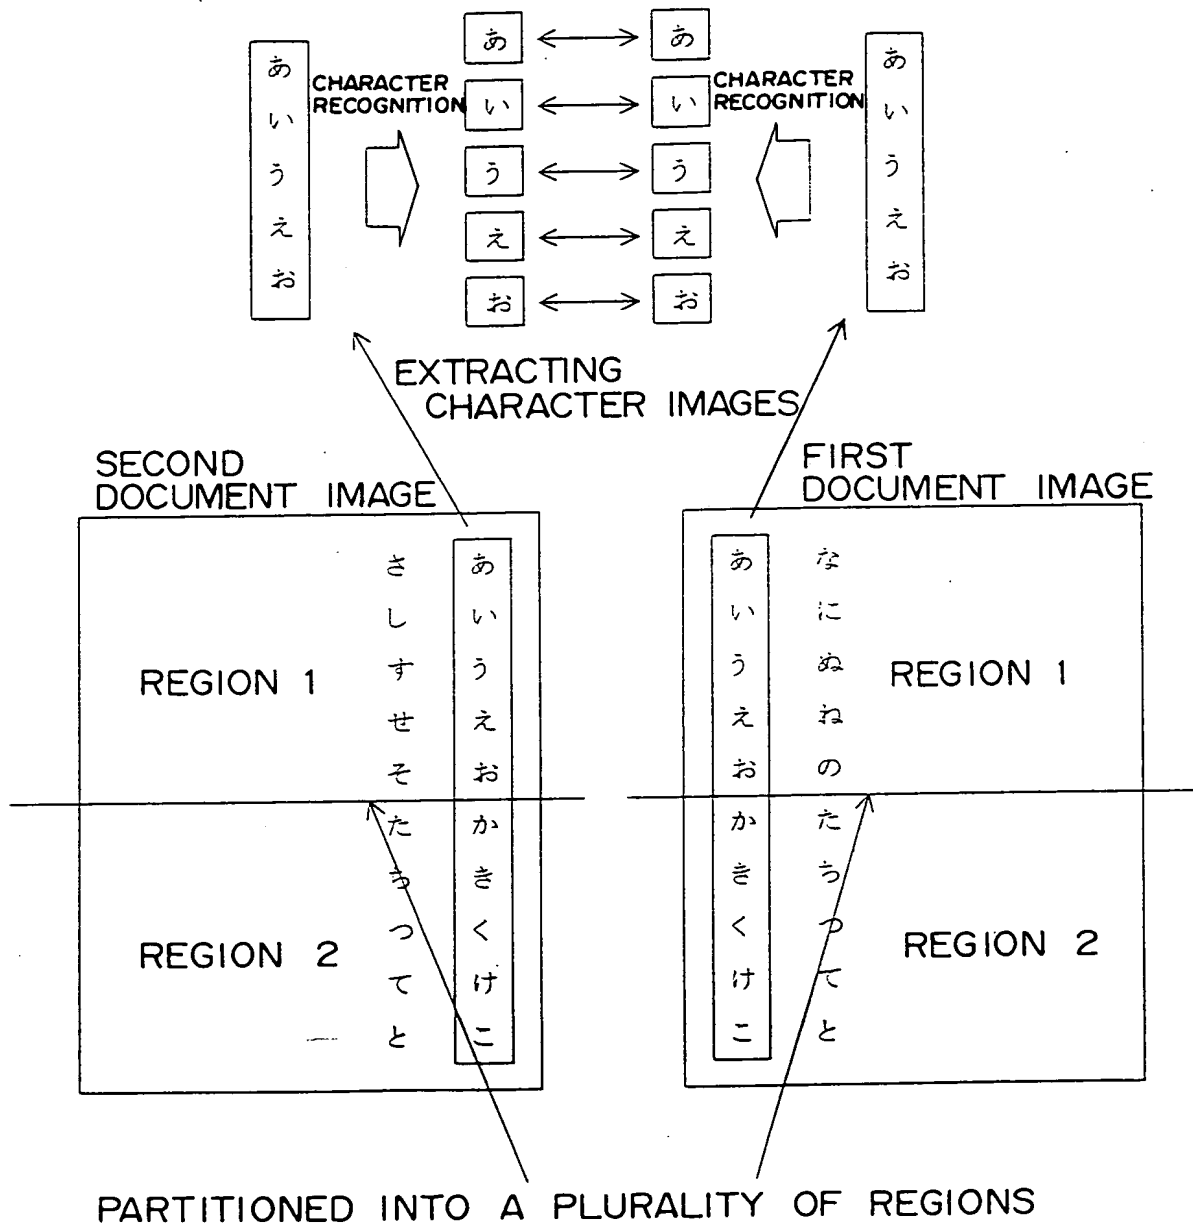 あいうえお
CHARACTER
RECOGNITION
あ あ
い い
う う
え え
お お
CHARACTER
RECOGNITION
あいうえお
EXTRACTING
CHARACTER IMAGES
SECOND
DOCUMENT IMAGE
あいうえおかきくけこ
さしすせそたちつてと
REGION 1
REGION 2
FIRST
DOCUMENT IMAGE
REGION 1
REGION 2
なにぬねのたちつてと
あいうえおかきくけこ
PARTITIONED INTO A PLURALITY OF REGIONS